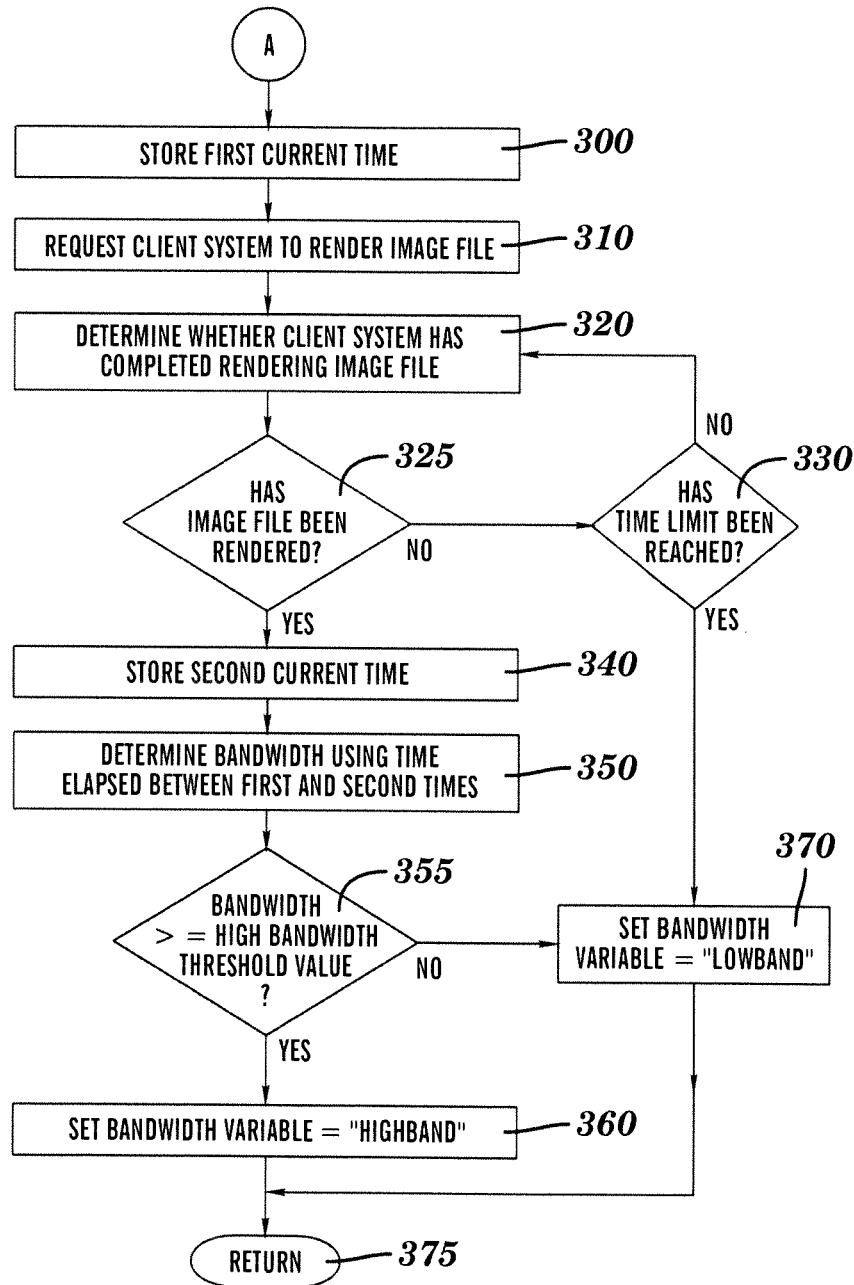 A
STORE FIRST CURRENT TIME
300
REQUEST CLIENT SYSTEM TO RENDER IMAGE FILE
310
DETERMINE WHETHER CLIENT SYSTEM HAS
COMPLETED RENDERING IMAGE FILE
320
HAS
IMAGE FILE BEEN
RENDERED?
325
NO
YES
HAS
TIME LIMIT BEEN
REACHED?
330
NO
YES
STORE SECOND CURRENT TIME
340
DETERMINE BANDWIDTH USING TIME
ELAPSED BETWEEN FIRST AND SECOND TIMES
350
BANDWIDTH
> = HIGH BANDWIDTH
THRESHOLD VALUE
?
355
NO
YES
SET BANDWIDTH
VARIABLE = "LOWBAND"
370
SET BANDWIDTH VARIABLE = "HIGHBAND"
360
RETURN
375